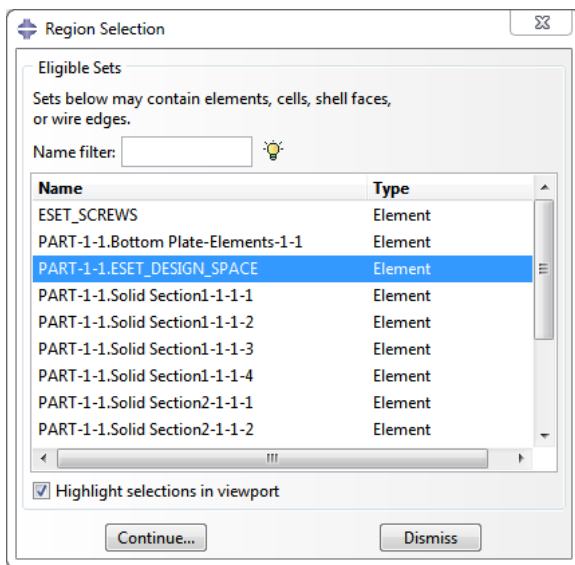 Region Selection
Eligible Sets
Sets below may contain elements, cells, shell faces,
or wire edges.
Name filter:
Name Type
ESET_SCREWS Element
PART-1-1.Bottom Plate-Elements-1-1 Element
PART-1-1.ESET_DESIGN_SPACE Element
PART-1-1.Solid Section1-1-1-1 Element
PART-1-1.Solid Section1-1-1-2 Element
PART-1-1.Solid Section1-1-1-3 Element
PART-1-1.Solid Section1-1-1-4 Element
PART-1-1.Solid Section2-1-1-1 Element
PART-1-1.Solid Section2-1-1-2 Element
Highlight selections in viewport
Continue... Dismiss